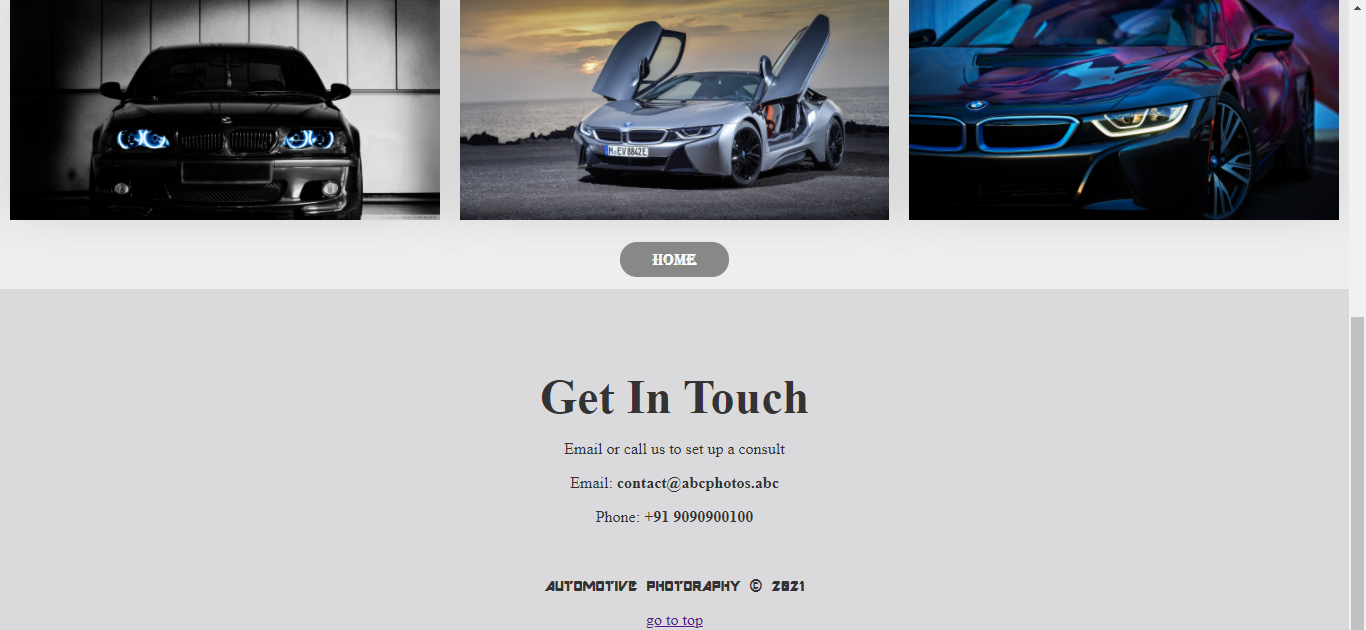 M-EV 8842E
HOME
Get In Touch
Email or call us to set up a consult
Email: contact@abcphotos.abc
Phone: +91 9090900100
AUTOMOTIVE PHOTORAPHY © 2021
go to top